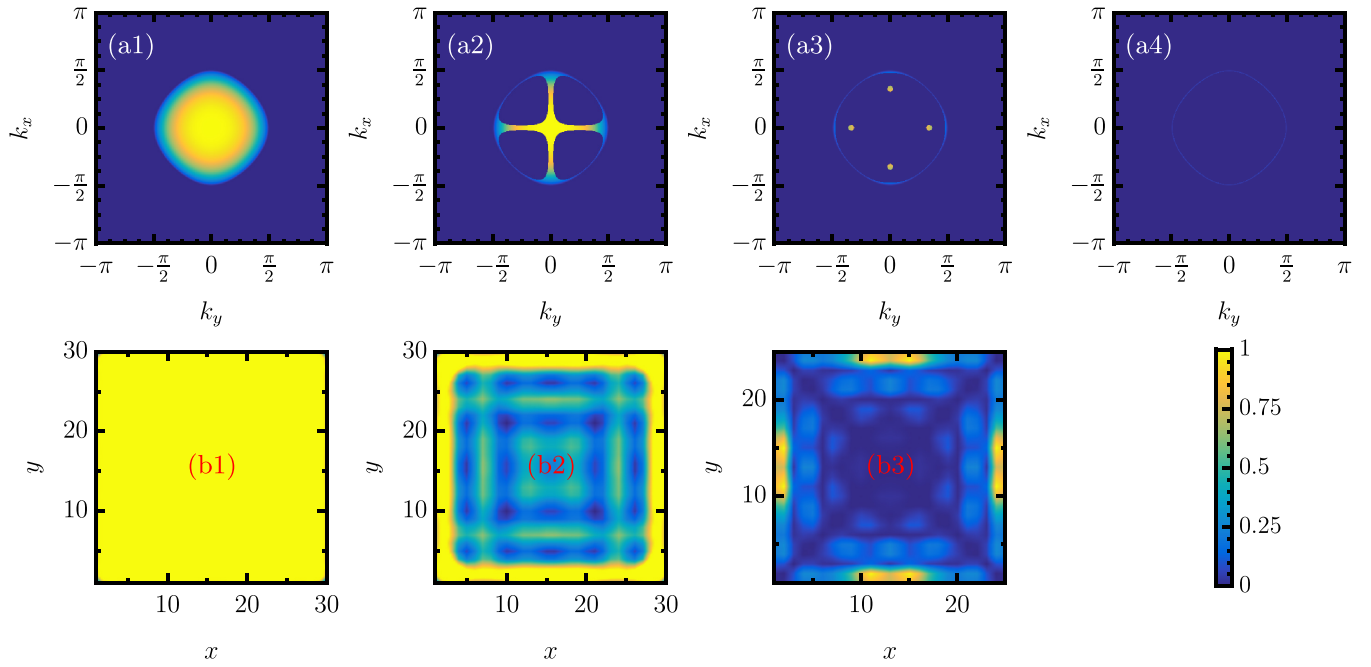 (a1) (a2) (a3) (a4)
π π π π
π/2 π/2 π/2 π/2
k_x 0 k_x 0 k_x 0 k_x 0
−π/2 −π/2 −π/2 −π/2
−π −π −π −π
−π −π/2 0 π/2 π −π −π/2 0 π/2 π −π −π/2 0 π/2 π −π −π/2 0 π/2 π
k_y k_y k_y k_y
30 30 1
20 20 20 0.75
y (b1) y (b2) y (b3) 0.5
10 10 10 0.25
0
10 20 30 10 20 30 10 20
x x x